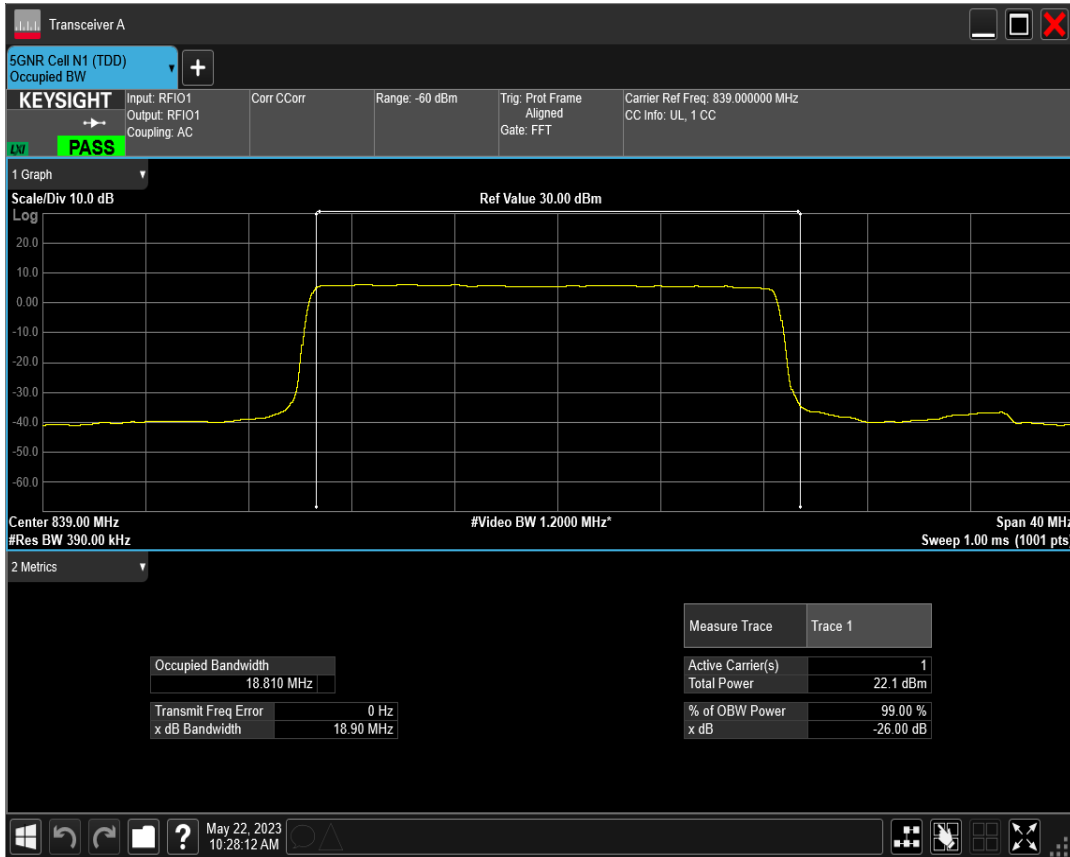 Transceiver A
5GNR Cell N1 (TDD)
Occupied BW
+
KEYSIGHT
LXI
PASS
Input: RFIO1
Output: RFIO1
Coupling: AC
Corr CCorr
Range: -60 dBm
Trig: Prot Frame
Aligned
Gate: FFT
Carrier Ref Freq: 839.000000 MHz
CC Info: UL, 1 CC
1 Graph
Scale/Div 10.0 dB
Ref Value 30.00 dBm
Log
20.0
10.0
0.00
-10.0
-20.0
-30.0
-40.0
-50.0
-60.0
Center 839.00 MHz
#Video BW 1.2000 MHz*
Span 40 MHz
#Res BW 390.00 kHz
Sweep 1.00 ms (1001 pts)
2 Metrics
Measure Trace Trace 1
Occupied Bandwidth
18.810 MHz
Active Carrier(s) 1
Total Power 22.1 dBm
Transmit Freq Error 0 Hz
x dB Bandwidth 18.90 MHz
% of OBW Power 99.00 %
x dB -26.00 dB
?
May 22, 2023
10:28:12 AM